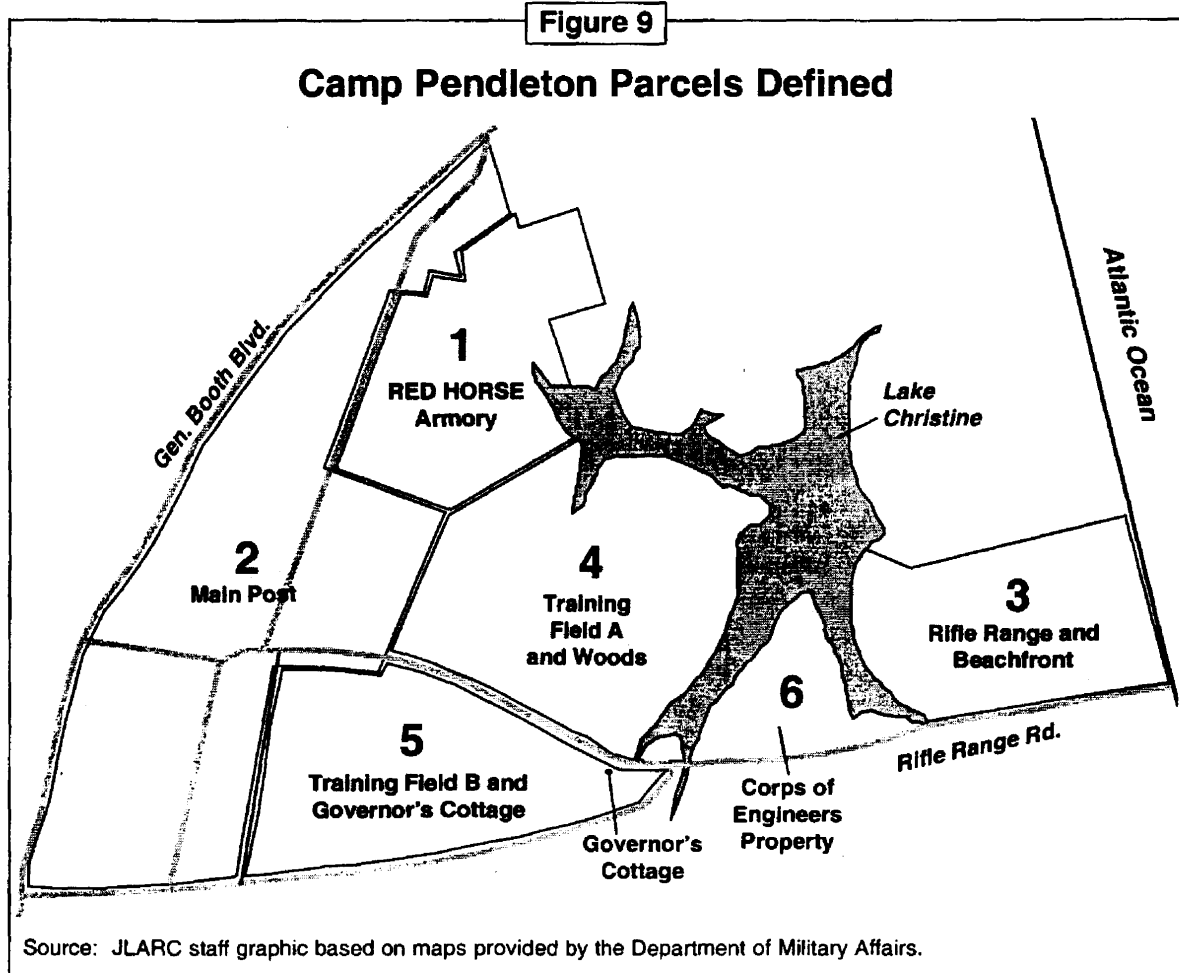 Figure 9
Camp Pendleton Parcels Defined
Gen. Booth Blvd.
Atlantic Ocean
1
RED HORSE
Armory
Lake
Christine
2
Main Post
4
Training
Field A
and Woods
3
Rifle Range and
Beachfront
6
5
Training Field B and
Governor's Cottage
Rifle Range Rd.
Corps of
Engineers
Property
Governor's
Cottage
Source: JLARC staff graphic based on maps provided by the Department of Military Affairs.